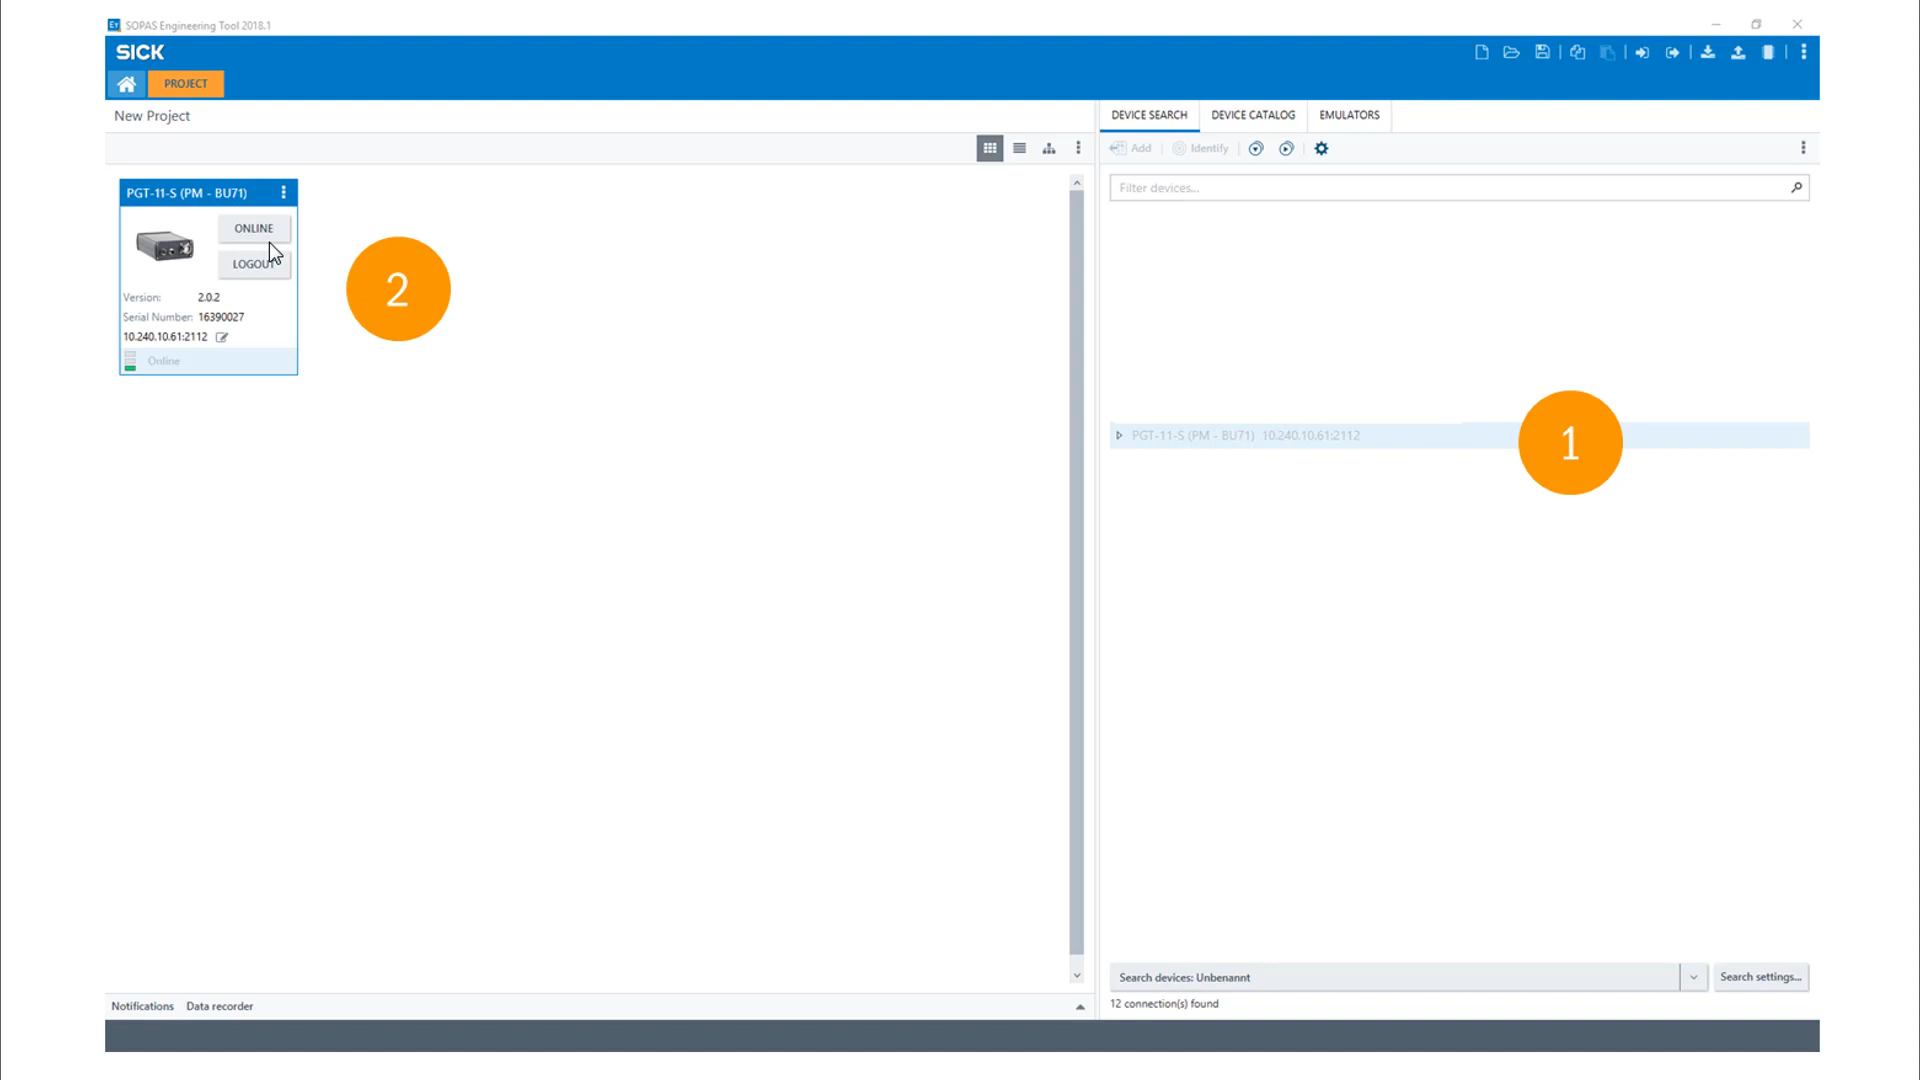 SOPAS Engineering Tool 2018.1
SICK
PROJECT
New Project
DEVICE SEARCH
DEVICE CATALOG
EMULATORS
Add
Identify
Filter devices...
PGT-11-S (PM - BU71)
ONLINE
LOGOUT
Version: 2.0.2
Serial Number: 16390027
10.240.10.61:2112
Online
2
PGT-11-S (PM - BU71) 10.240.10.61:2112
1
Search devices: Unbenannt
Search settings...
12 connection(s) found
Notifications
Data recorder